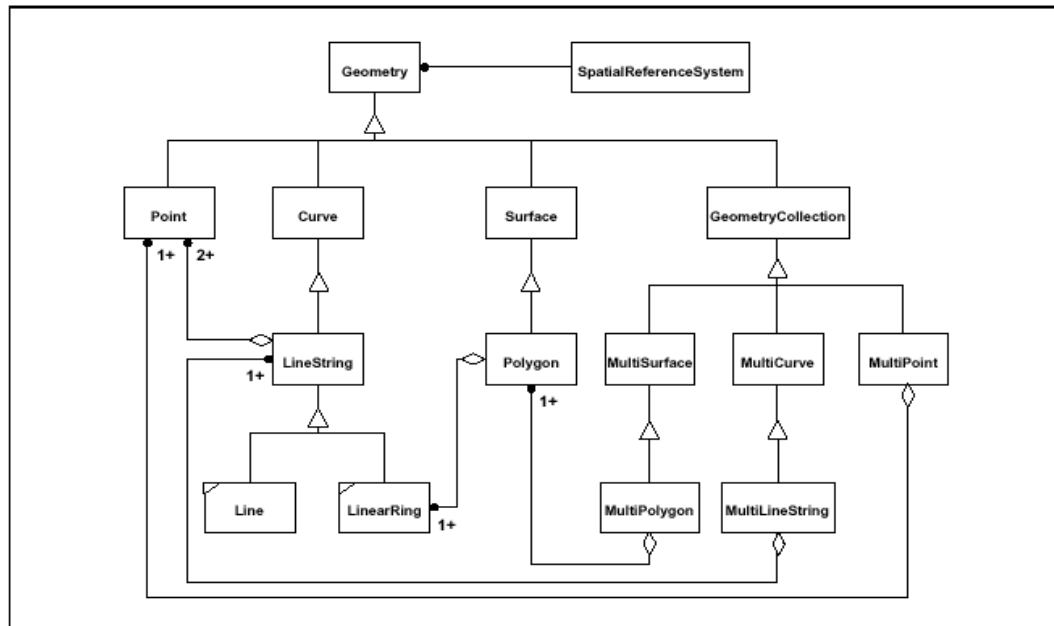 Geometry
SpatialReferenceSystem
Point
Curve
Surface
GeometryCollection
1+
2+
LineString
1+
Polygon
1+
MultiSurface
MultiCurve
MultiPoint
Line
LinearRing
1+
MultiPolygon
MultiLineString